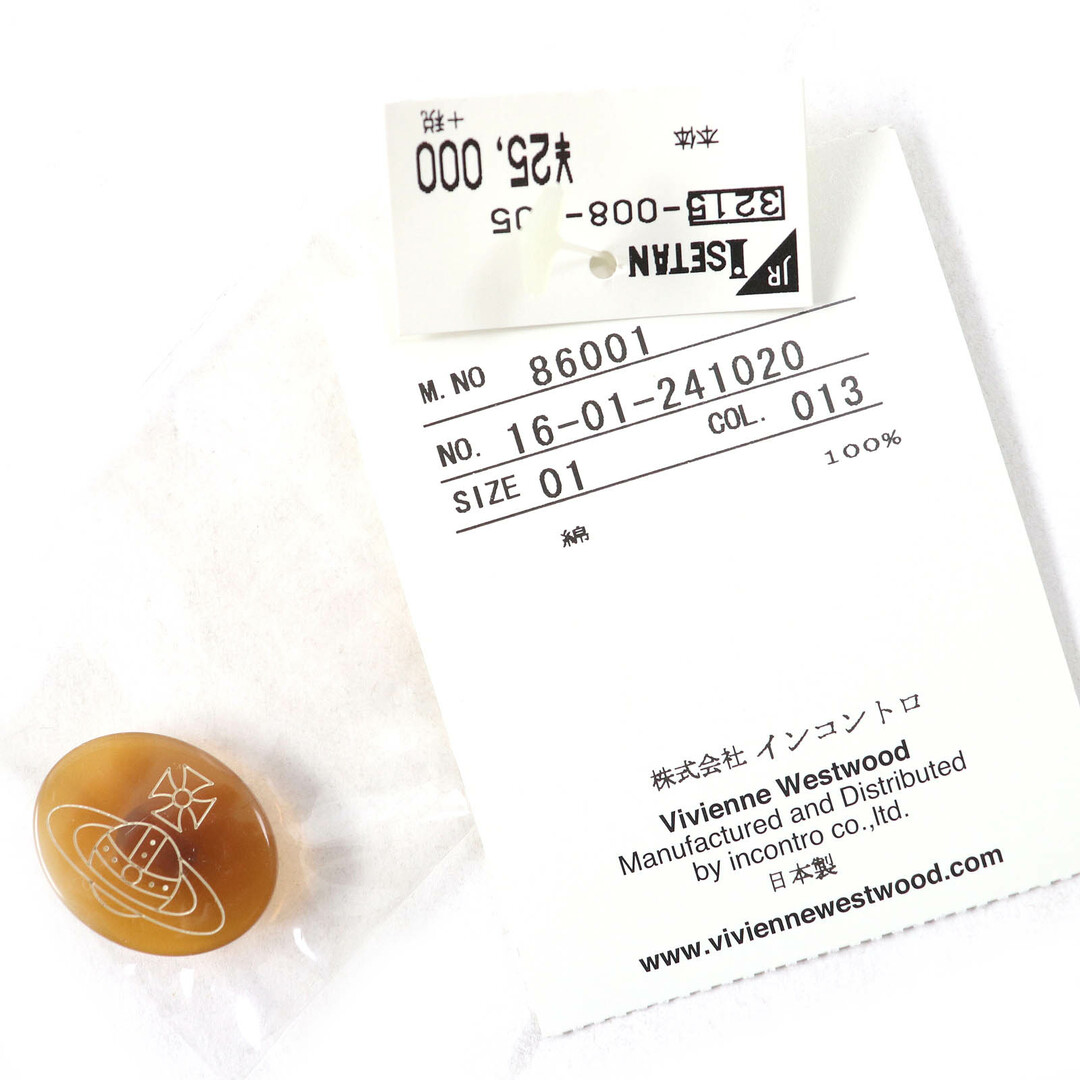 JR ISETAN
3215-008-
本体
¥25,000
+税
M.NO 86001
NO. 16-01-241020
SIZE 01 COL. 013
綿 100%
株式会社 インコントロ
Vivienne Westwood
Manufactured and Distributed
by incontro co.,ltd.
日本製
www.viviennewestwood.com